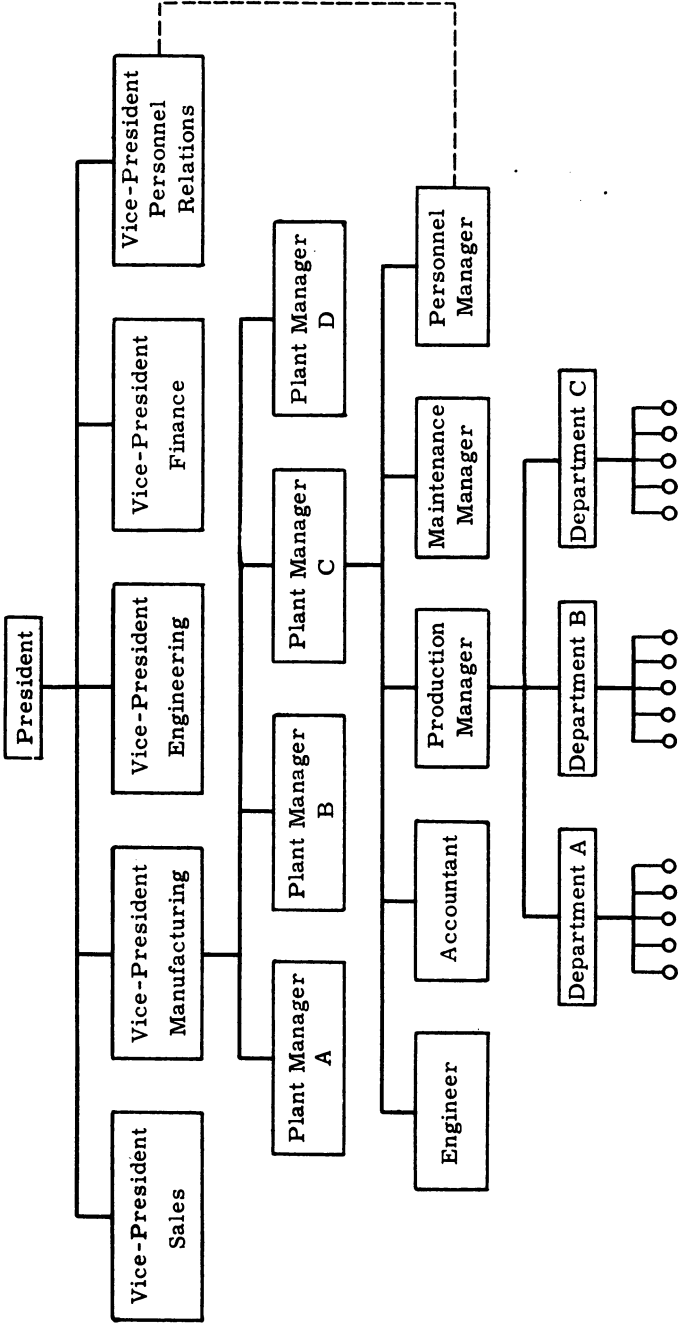 President
Vice-President
Sales
Vice-President
Manufacturing
Vice-President
Engineering
Vice-President
Finance
Vice-President
Personnel
Relations
Plant Manager
A
Plant Manager
B
Plant Manager
C
Plant Manager
D
Engineer
Accountant
Production
Manager
Maintenance
Manager
Personnel
Manager
Department A
Department B
Department C